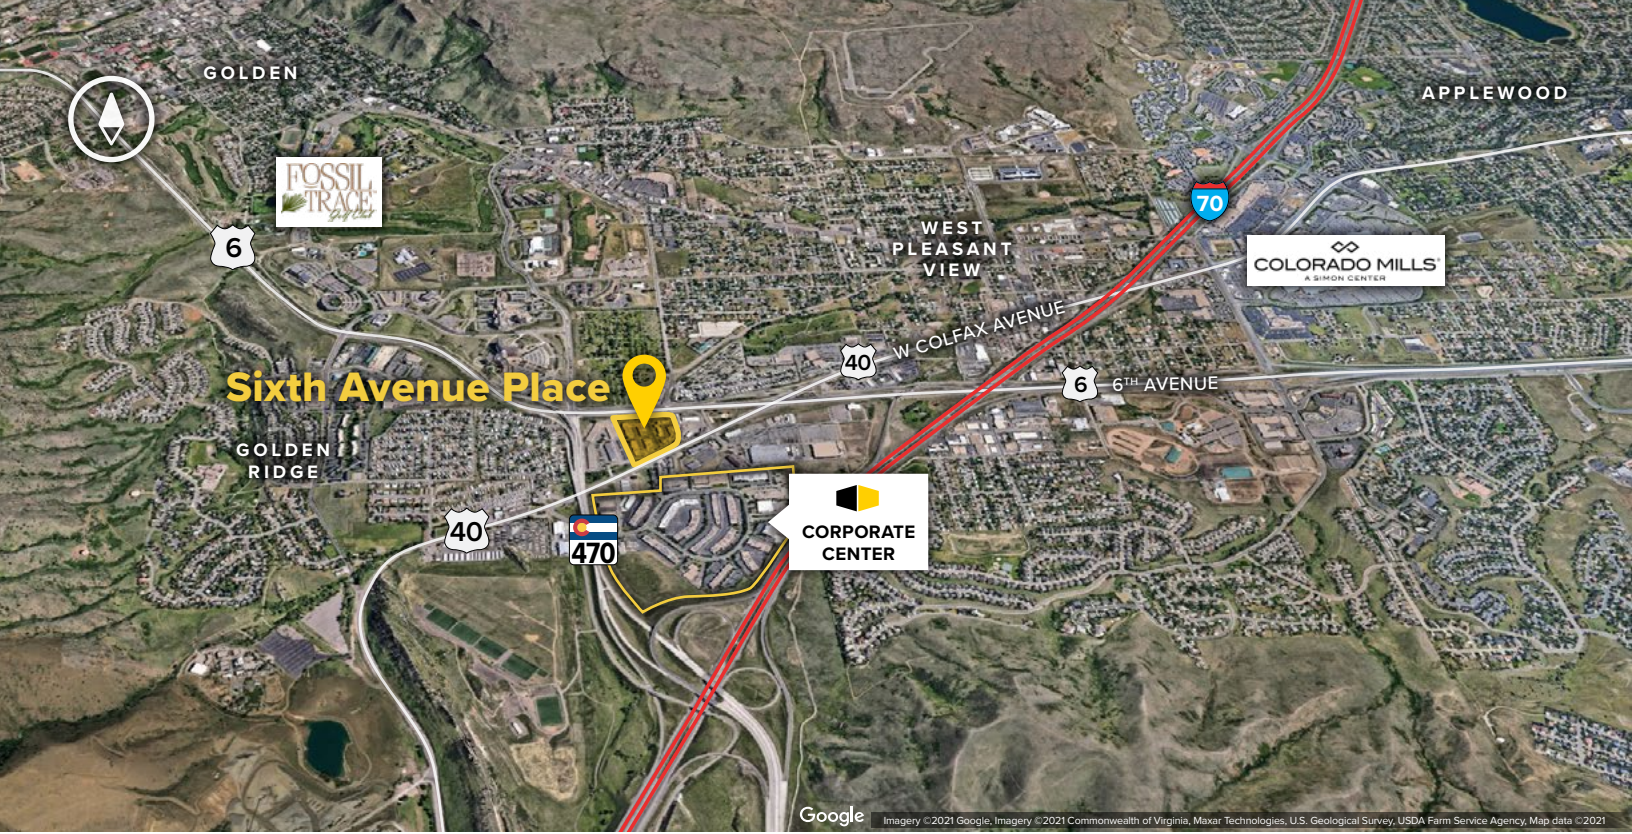 GOLDEN
APPLEWOOD
FOSSIL
TRACE
Golf Club
6
70
WEST
PLEASANT
VIEW
COLORADO MILLS®
A SIMON CENTER
W COLFAX AVENUE
40
6
6TH AVENUE
Sixth Avenue Place
GOLDEN
RIDGE
40
470
CORPORATE
CENTER
Google
Imagery ©2021 Google, Imagery ©2021 Commonwealth of Virginia, Maxar Technologies, U.S. Geological Survey, USDA Farm Service Agency, Map data ©2021